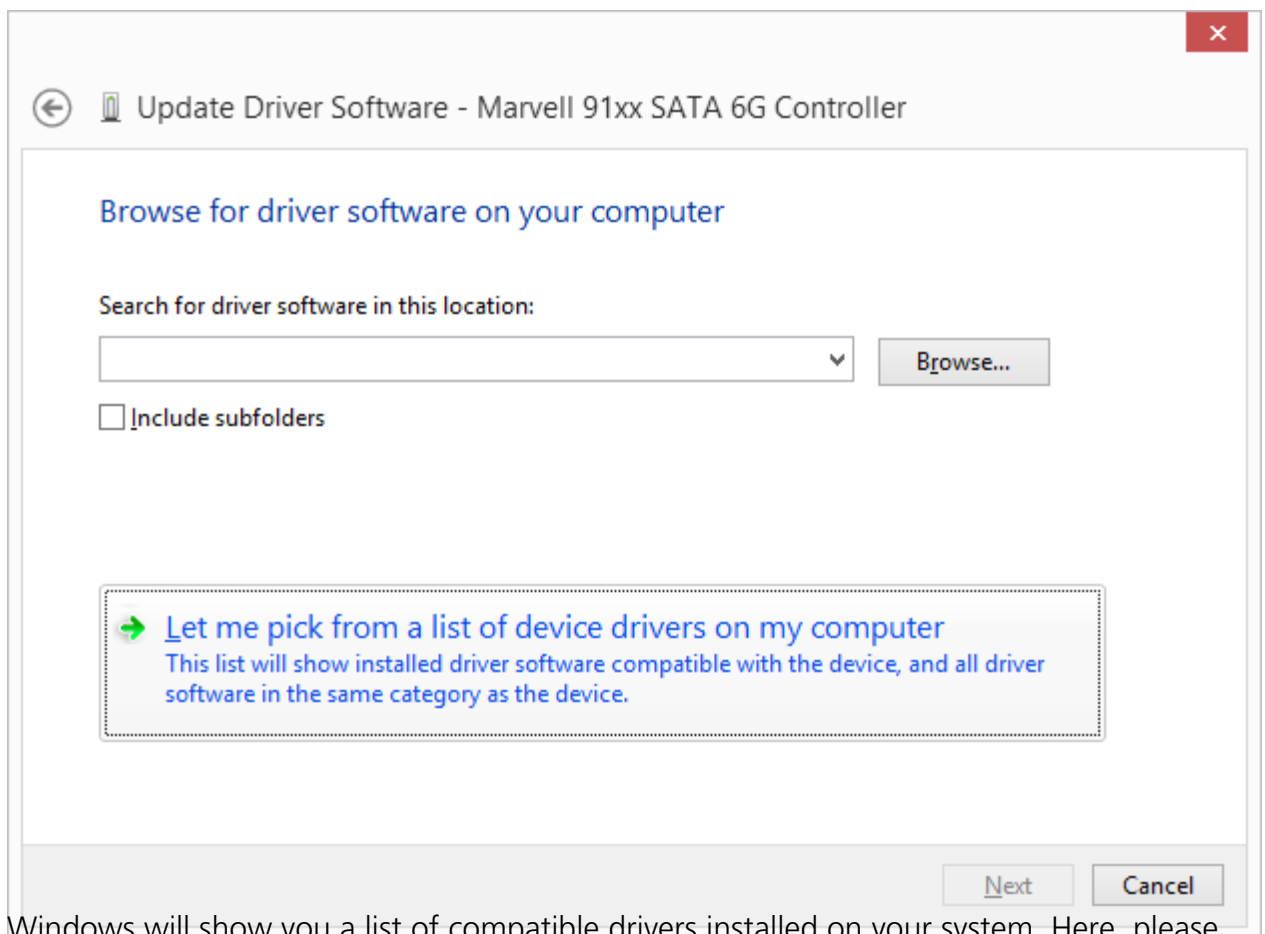 Update Driver Software - Marvell 91xx SATA 6G Controller
Browse for driver software on your computer
Search for driver software in this location:
Browse...
Include subfolders
Let me pick from a list of device drivers on my computer
This list will show installed driver software compatible with the device, and all driver
software in the same category as the device.
Next
Cancel
Windows will show you a list of compatible drivers installed on your system. Here, please